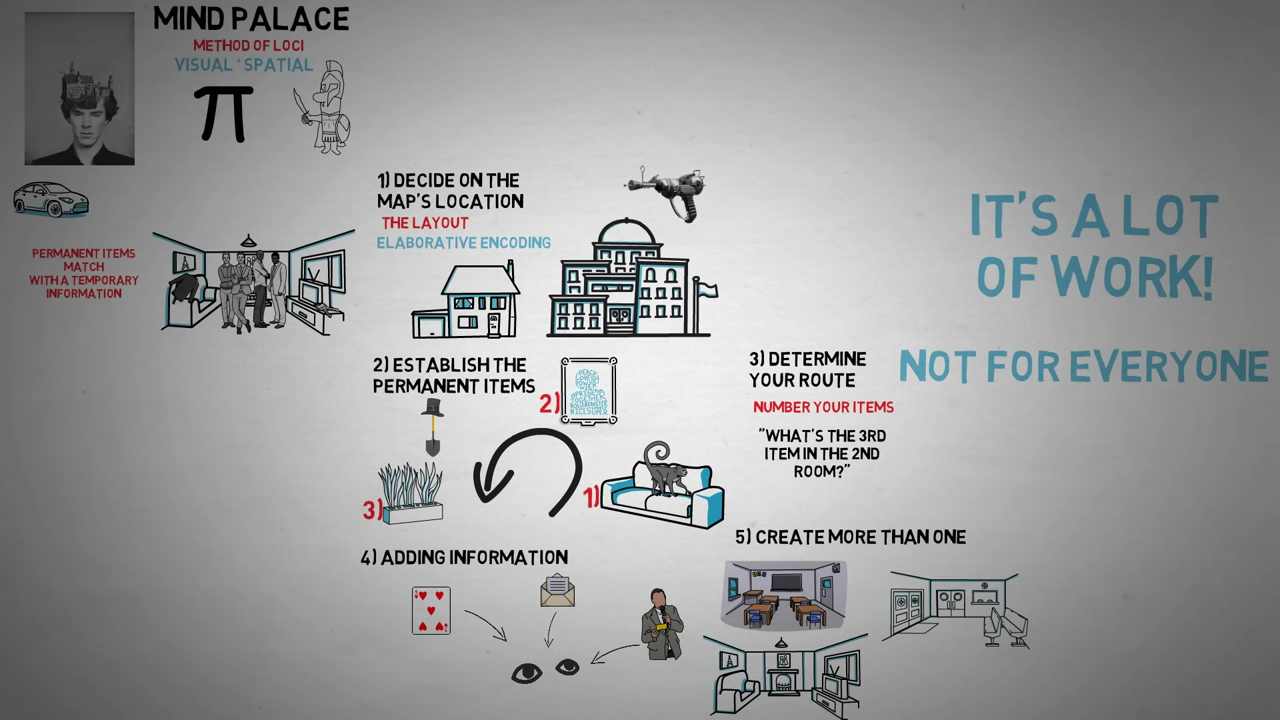 MIND PALACE
METHOD OF LOCI
VISUAL · SPATIAL
π
PERMANENT ITEMS
MATCH
WITH A TEMPORARY
INFORMATION
1) DECIDE ON THE
MAP'S LOCATION
THE LAYOUT
ELABORATIVE ENCODING
2) ESTABLISH THE
PERMANENT ITEMS
2)
1)
3)
3) DETERMINE
YOUR ROUTE
NUMBER YOUR ITEMS
"WHAT'S THE 3RD
ITEM IN THE 2ND
ROOM?"
4) ADDING INFORMATION
5) CREATE MORE THAN ONE
IT'S A LOT
OF WORK!
NOT FOR EVERYONE